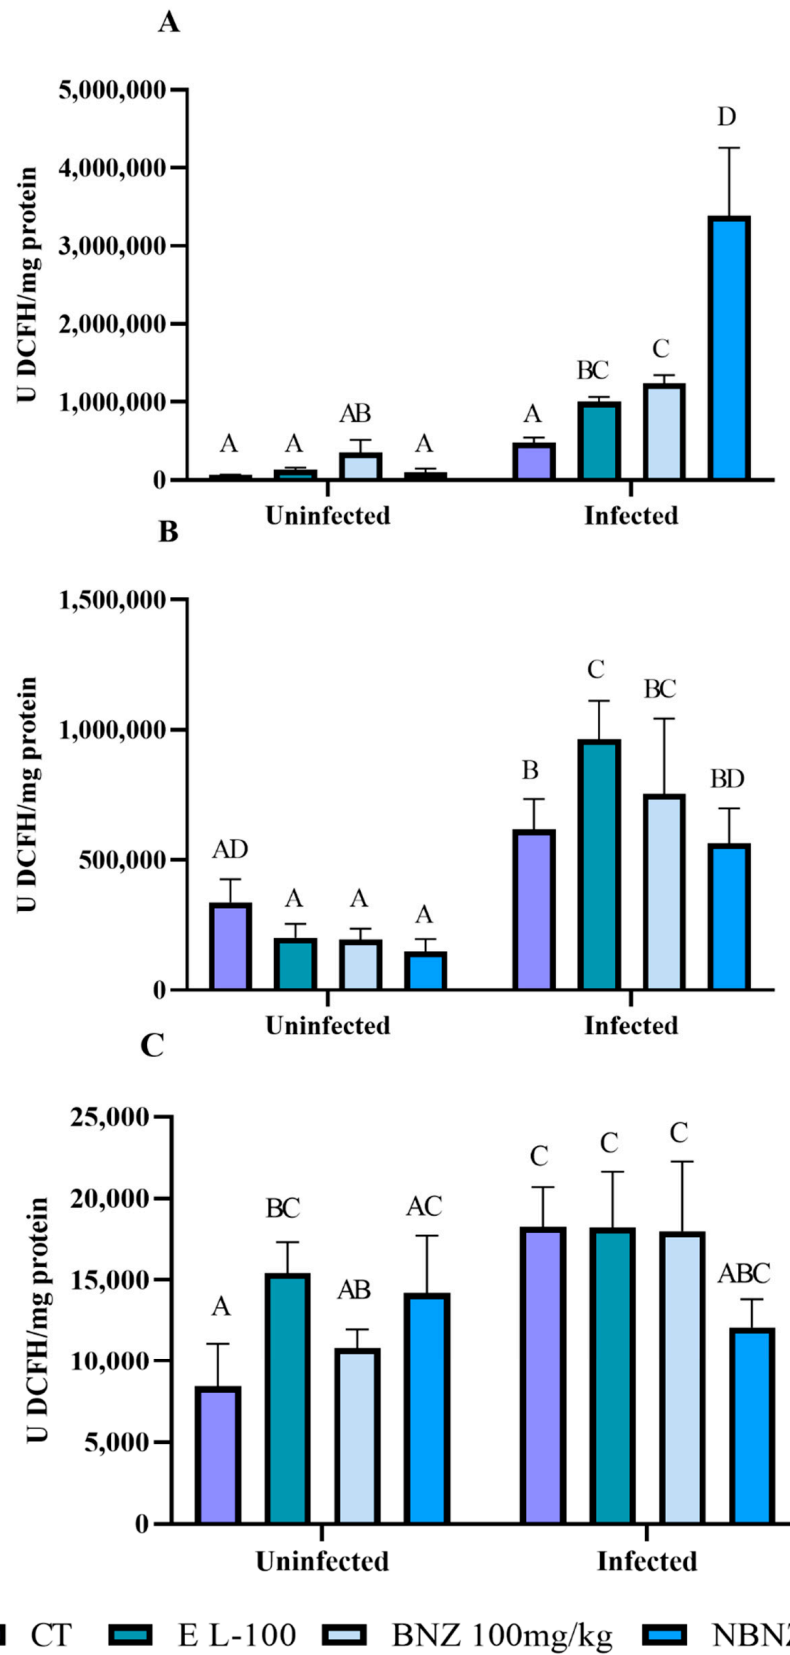 A
5,000,000
4,000,000
3,000,000
2,000,000
1,000,000
0
U DCFH/mg protein
A A AB A A BC C D
Uninfected Infected
B
1,500,000
1,000,000
500,000
0
U DCFH/mg protein
AD A A A B C BC BD
Uninfected Infected
C
25,000
20,000
15,000
10,000
5,000
0
U DCFH/mg protein
A BC AB AC C C C ABC
Uninfected Infected
CT E L-100 BNZ 100mg/kg NBNZ